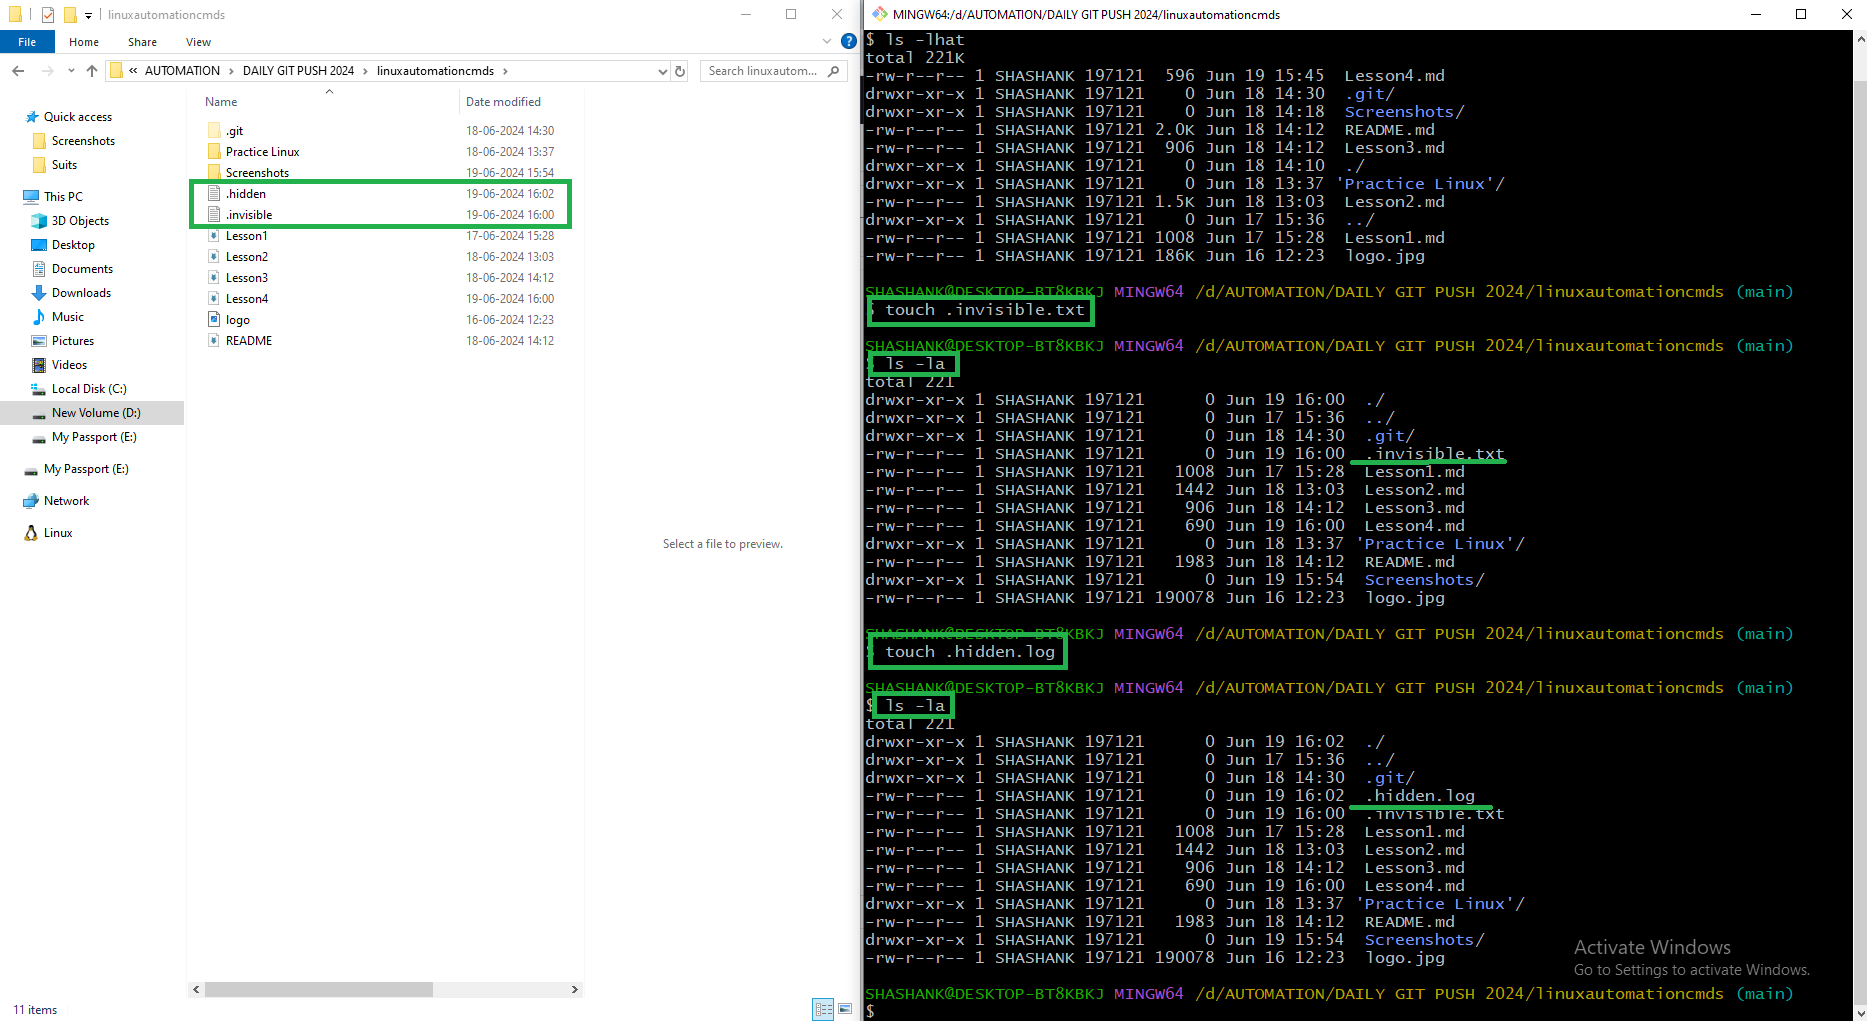 linuxautomationcmds
File Home Share View
« AUTOMATION › DAILY GIT PUSH 2024 › linuxautomationcmds ›
Search linuxautom...
Quick access
Screenshots
Suits
This PC
3D Objects
Desktop
Documents
Downloads
Music
Pictures
Videos
Local Disk (C:)
New Volume (D:)
My Passport (E:)
My Passport (E:)
Network
Linux
Name Date modified
.git 18-06-2024 14:30
Practice Linux 18-06-2024 13:37
Screenshots 19-06-2024 15:54
.hidden 19-06-2024 16:02
.invisible 19-06-2024 16:00
Lesson1 17-06-2024 15:28
Lesson2 18-06-2024 13:03
Lesson3 18-06-2024 14:12
Lesson4 19-06-2024 16:00
logo 16-06-2024 12:23
README 18-06-2024 14:12
Select a file to preview.
11 items
MINGW64:/d/AUTOMATION/DAILY GIT PUSH 2024/linuxautomationcmds
$ ls -lhat
total 221K
-rw-r--r-- 1 SHASHANK 197121  596 Jun 19 15:45  Lesson4.md
drwxr-xr-x 1 SHASHANK 197121    0 Jun 18 14:30  .git/
drwxr-xr-x 1 SHASHANK 197121    0 Jun 18 14:18  Screenshots/
-rw-r--r-- 1 SHASHANK 197121 2.0K Jun 18 14:12  README.md
-rw-r--r-- 1 SHASHANK 197121  906 Jun 18 14:12  Lesson3.md
drwxr-xr-x 1 SHASHANK 197121    0 Jun 18 14:10  ./
drwxr-xr-x 1 SHASHANK 197121    0 Jun 18 13:37 'Practice Linux'/
-rw-r--r-- 1 SHASHANK 197121 1.5K Jun 18 13:03  Lesson2.md
drwxr-xr-x 1 SHASHANK 197121    0 Jun 17 15:36  ../
-rw-r--r-- 1 SHASHANK 197121 1008 Jun 17 15:28  Lesson1.md
-rw-r--r-- 1 SHASHANK 197121 186K Jun 16 12:23  logo.jpg
SHASHANK@DESKTOP-BT8KBKJ MINGW64 /d/AUTOMATION/DAILY GIT PUSH 2024/linuxautomationcmds (main)
$ touch .invisible.txt
SHASHANK@DESKTOP-BT8KBKJ MINGW64 /d/AUTOMATION/DAILY GIT PUSH 2024/linuxautomationcmds (main)
$ ls -la
total 221
drwxr-xr-x 1 SHASHANK 197121      0 Jun 19 16:00  ./
drwxr-xr-x 1 SHASHANK 197121      0 Jun 17 15:36  ../
drwxr-xr-x 1 SHASHANK 197121      0 Jun 18 14:30  .git/
-rw-r--r-- 1 SHASHANK 197121      0 Jun 19 16:00  .invisible.txt
-rw-r--r-- 1 SHASHANK 197121   1008 Jun 17 15:28  Lesson1.md
-rw-r--r-- 1 SHASHANK 197121   1442 Jun 18 13:03  Lesson2.md
-rw-r--r-- 1 SHASHANK 197121    906 Jun 18 14:12  Lesson3.md
-rw-r--r-- 1 SHASHANK 197121    690 Jun 19 16:00  Lesson4.md
drwxr-xr-x 1 SHASHANK 197121      0 Jun 18 13:37 'Practice Linux'/
-rw-r--r-- 1 SHASHANK 197121   1983 Jun 18 14:12  README.md
drwxr-xr-x 1 SHASHANK 197121      0 Jun 19 15:54  Screenshots/
-rw-r--r-- 1 SHASHANK 197121 190078 Jun 16 12:23  logo.jpg
SHASHANK@DESKTOP-BT8KBKJ MINGW64 /d/AUTOMATION/DAILY GIT PUSH 2024/linuxautomationcmds (main)
$ touch .hidden.log
SHASHANK@DESKTOP-BT8KBKJ MINGW64 /d/AUTOMATION/DAILY GIT PUSH 2024/linuxautomationcmds (main)
$ ls -la
total 221
drwxr-xr-x 1 SHASHANK 197121      0 Jun 19 16:02  ./
drwxr-xr-x 1 SHASHANK 197121      0 Jun 17 15:36  ../
drwxr-xr-x 1 SHASHANK 197121      0 Jun 18 14:30  .git/
-rw-r--r-- 1 SHASHANK 197121      0 Jun 19 16:02  .hidden.log
-rw-r--r-- 1 SHASHANK 197121      0 Jun 19 16:00  .invisible.txt
-rw-r--r-- 1 SHASHANK 197121   1008 Jun 17 15:28  Lesson1.md
-rw-r--r-- 1 SHASHANK 197121   1442 Jun 18 13:03  Lesson2.md
-rw-r--r-- 1 SHASHANK 197121    906 Jun 18 14:12  Lesson3.md
-rw-r--r-- 1 SHASHANK 197121    690 Jun 19 16:00  Lesson4.md
drwxr-xr-x 1 SHASHANK 197121      0 Jun 18 13:37 'Practice Linux'/
-rw-r--r-- 1 SHASHANK 197121   1983 Jun 18 14:12  README.md
drwxr-xr-x 1 SHASHANK 197121      0 Jun 19 15:54  Screenshots/
-rw-r--r-- 1 SHASHANK 197121 190078 Jun 16 12:23  logo.jpg
SHASHANK@DESKTOP-BT8KBKJ MINGW64 /d/AUTOMATION/DAILY GIT PUSH 2024/linuxautomationcmds (main)
$
Activate Windows
Go to Settings to activate Windows.